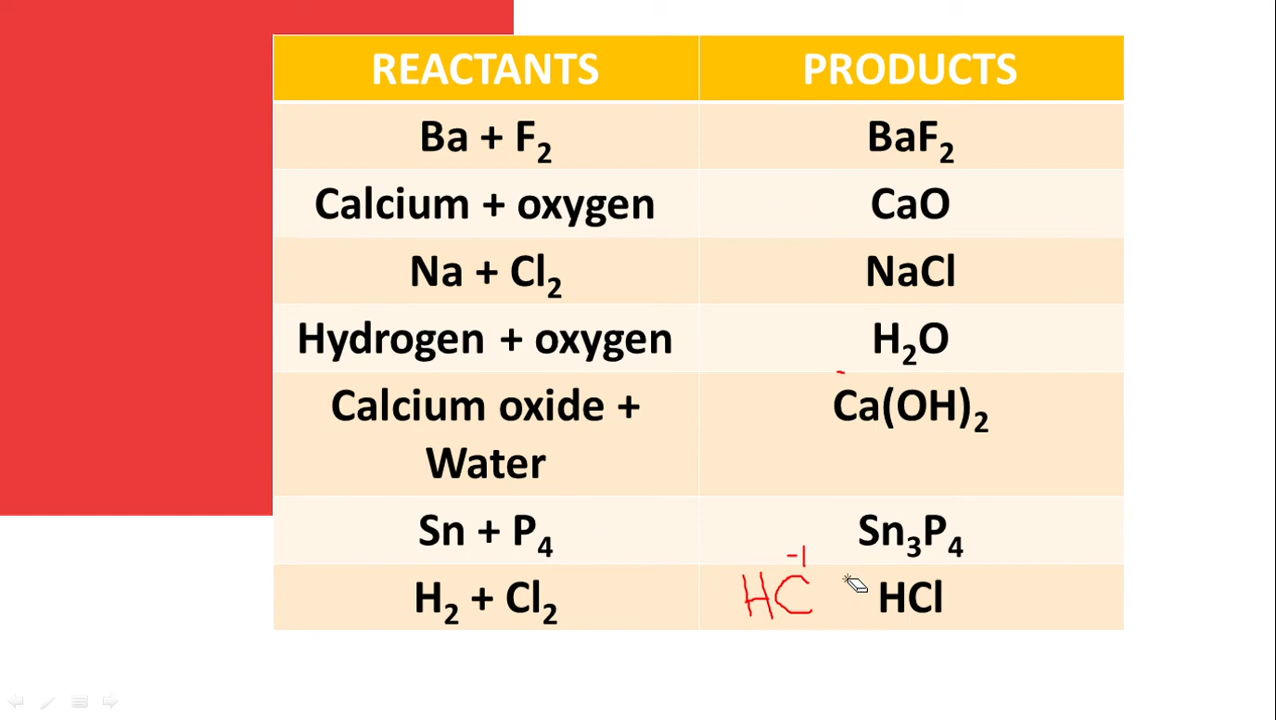 REACTANTS PRODUCTS
Ba + F₂ BaF₂
Calcium + oxygen CaO
Na + Cl₂ NaCl
Hydrogen + oxygen H₂O
Calcium oxide + Ca(OH)₂
Water
Sn + P₄ Sn₃P₄
-1
H₂ + Cl₂ HC HCl